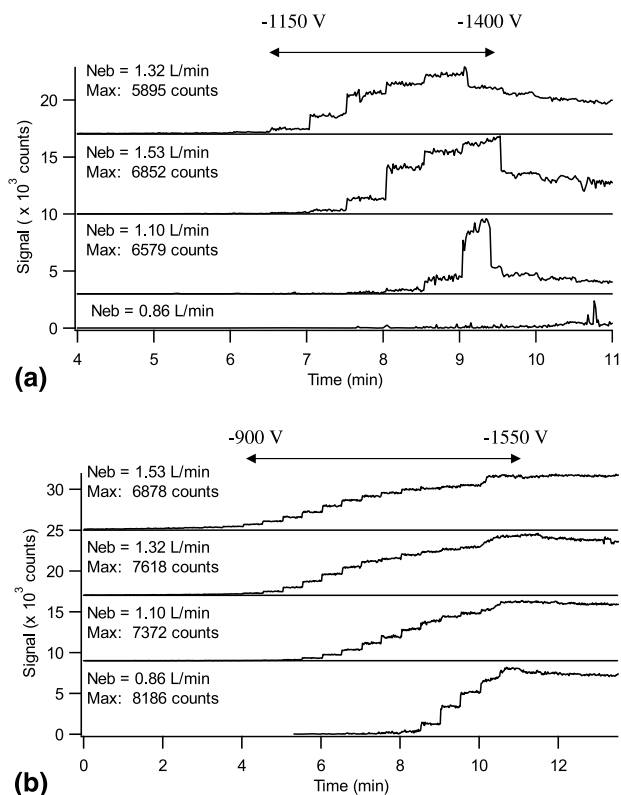 -1150 V
-1400 V
Neb = 1.32 L/min
Max: 5895 counts
Neb = 1.53 L/min
Max: 6852 counts
Neb = 1.10 L/min
Max: 6579 counts
Neb = 0.86 L/min
Signal ( x 10³ counts)
20
15
10
5
0
4 5 6 7 8 9 10 11
Time (min)
(a)
-900 V
-1550 V
Neb = 1.53 L/min
Max: 6878 counts
Neb = 1.32 L/min
Max: 7618 counts
Neb = 1.10 L/min
Max: 7372 counts
Neb = 0.86 L/min
Max: 8186 counts
Signal (x 10³ counts)
30
25
20
15
10
5
0
0 2 4 6 8 10 12
Time (min)
(b)